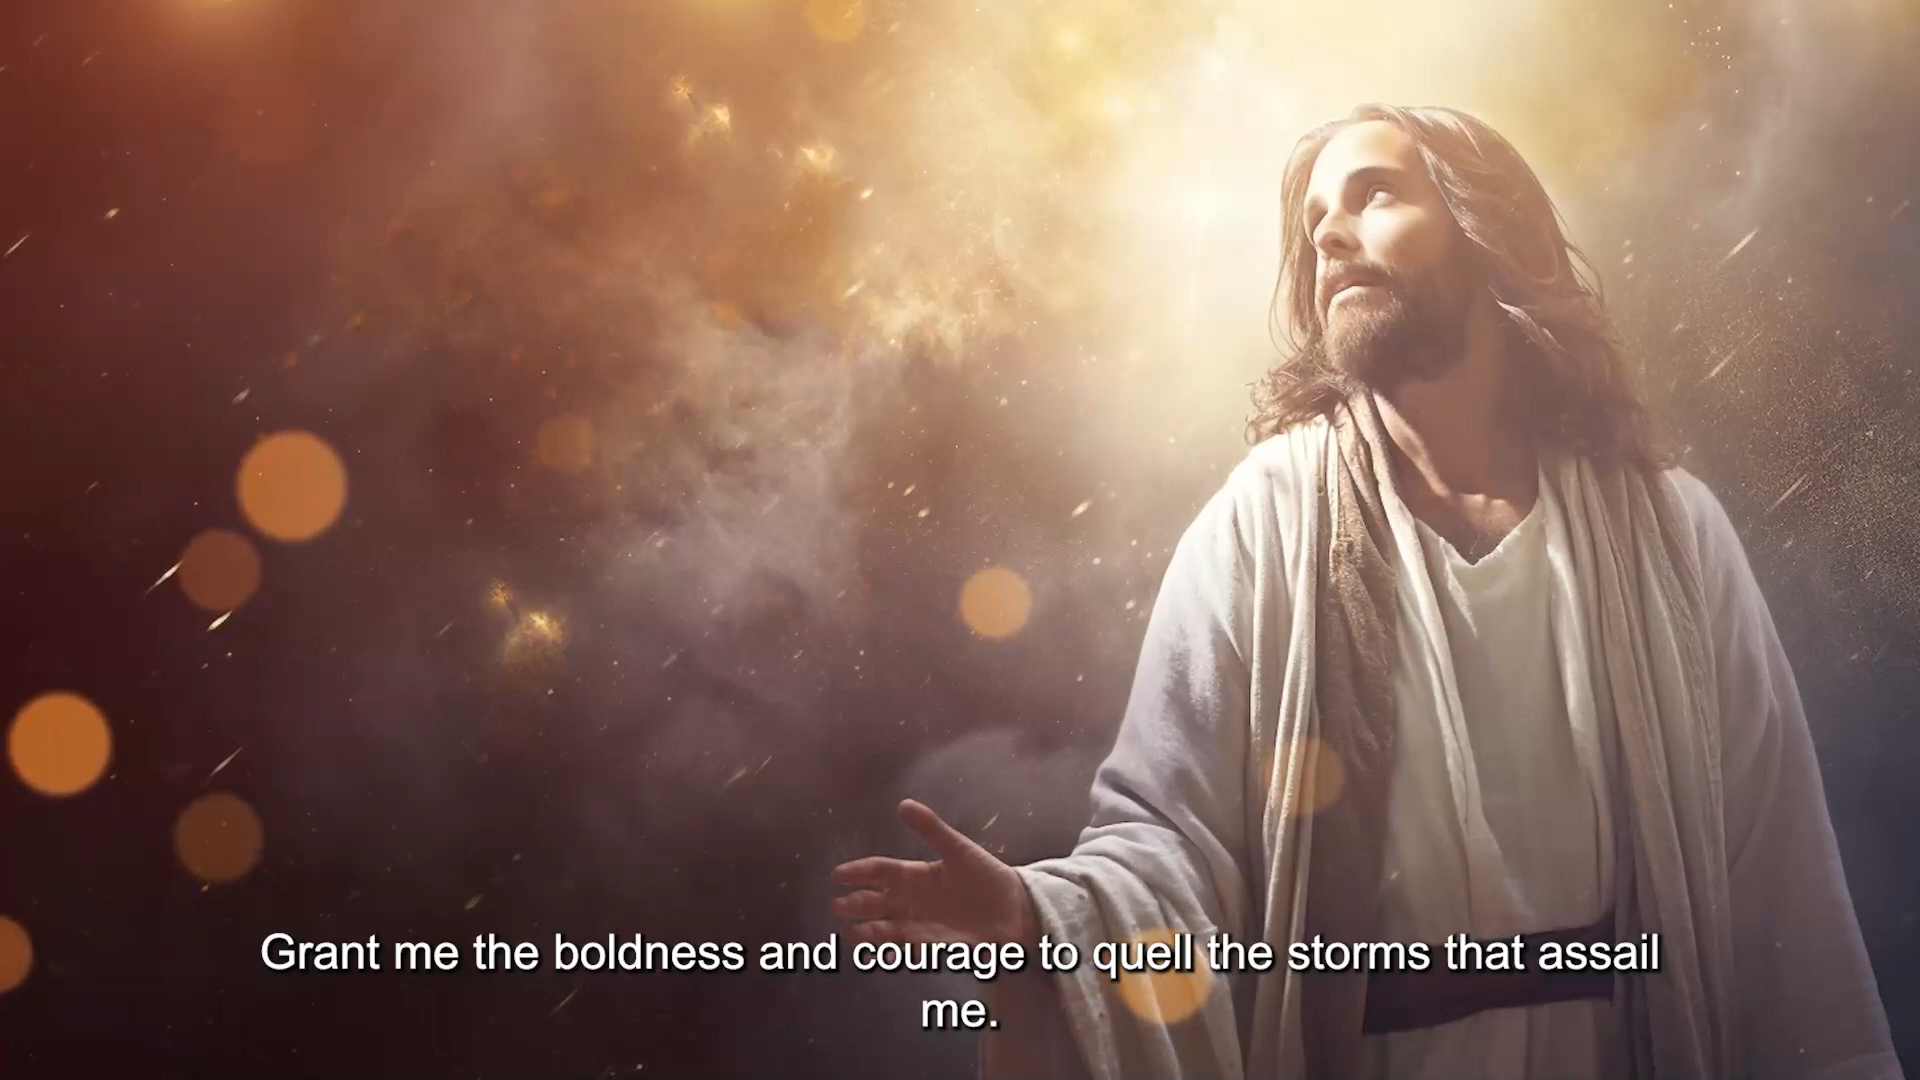 Grant me the boldness and courage to quell the storms that assail
me.